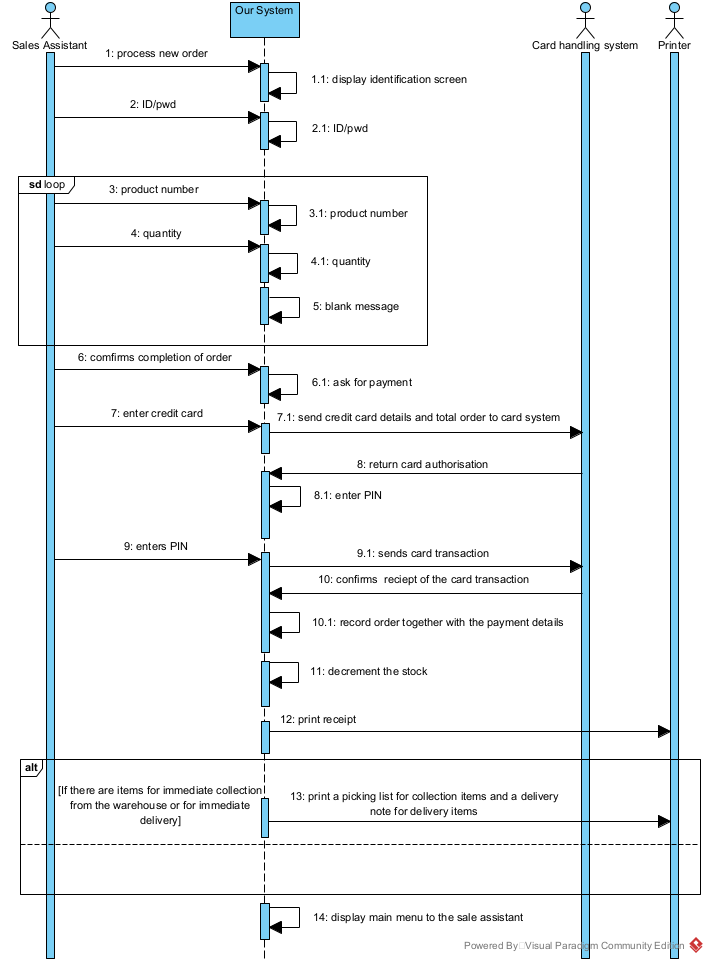 Our System
Sales Assistant
Card handling system
Printer
1: process new order
1.1: display identification screen
2: ID/pwd
2.1: ID/pwd
sd loop
3: product number
3.1: product number
4: quantity
4.1: quantity
5: blank message
6: comfirms completion of order
6.1: ask for payment
7: enter credit card
7.1: send credit card details and total order to card system
8: return card authorisation
8.1: enter PIN
9: enters PIN
9.1: sends card transaction
10: confirms reciept of the card transaction
10.1: record order together with the payment details
11: decrement the stock
12: print receipt
alt
[If there are items for immediate collection
from the warehouse or for immediate
delivery]
13: print a picking list for collection items and a delivery
note for delivery items
14: display main menu to the sale assistant
Powered By Visual Paradigm Community Edition